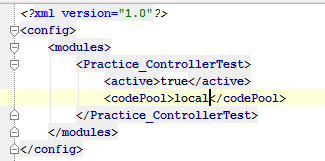 <?xml version="1.0"?>
<config>
<modules>
<Practice_ControllerTest>
<active>true</active>
<codePool>local</codePool>
</Practice_ControllerTest>
</modules>
</config>